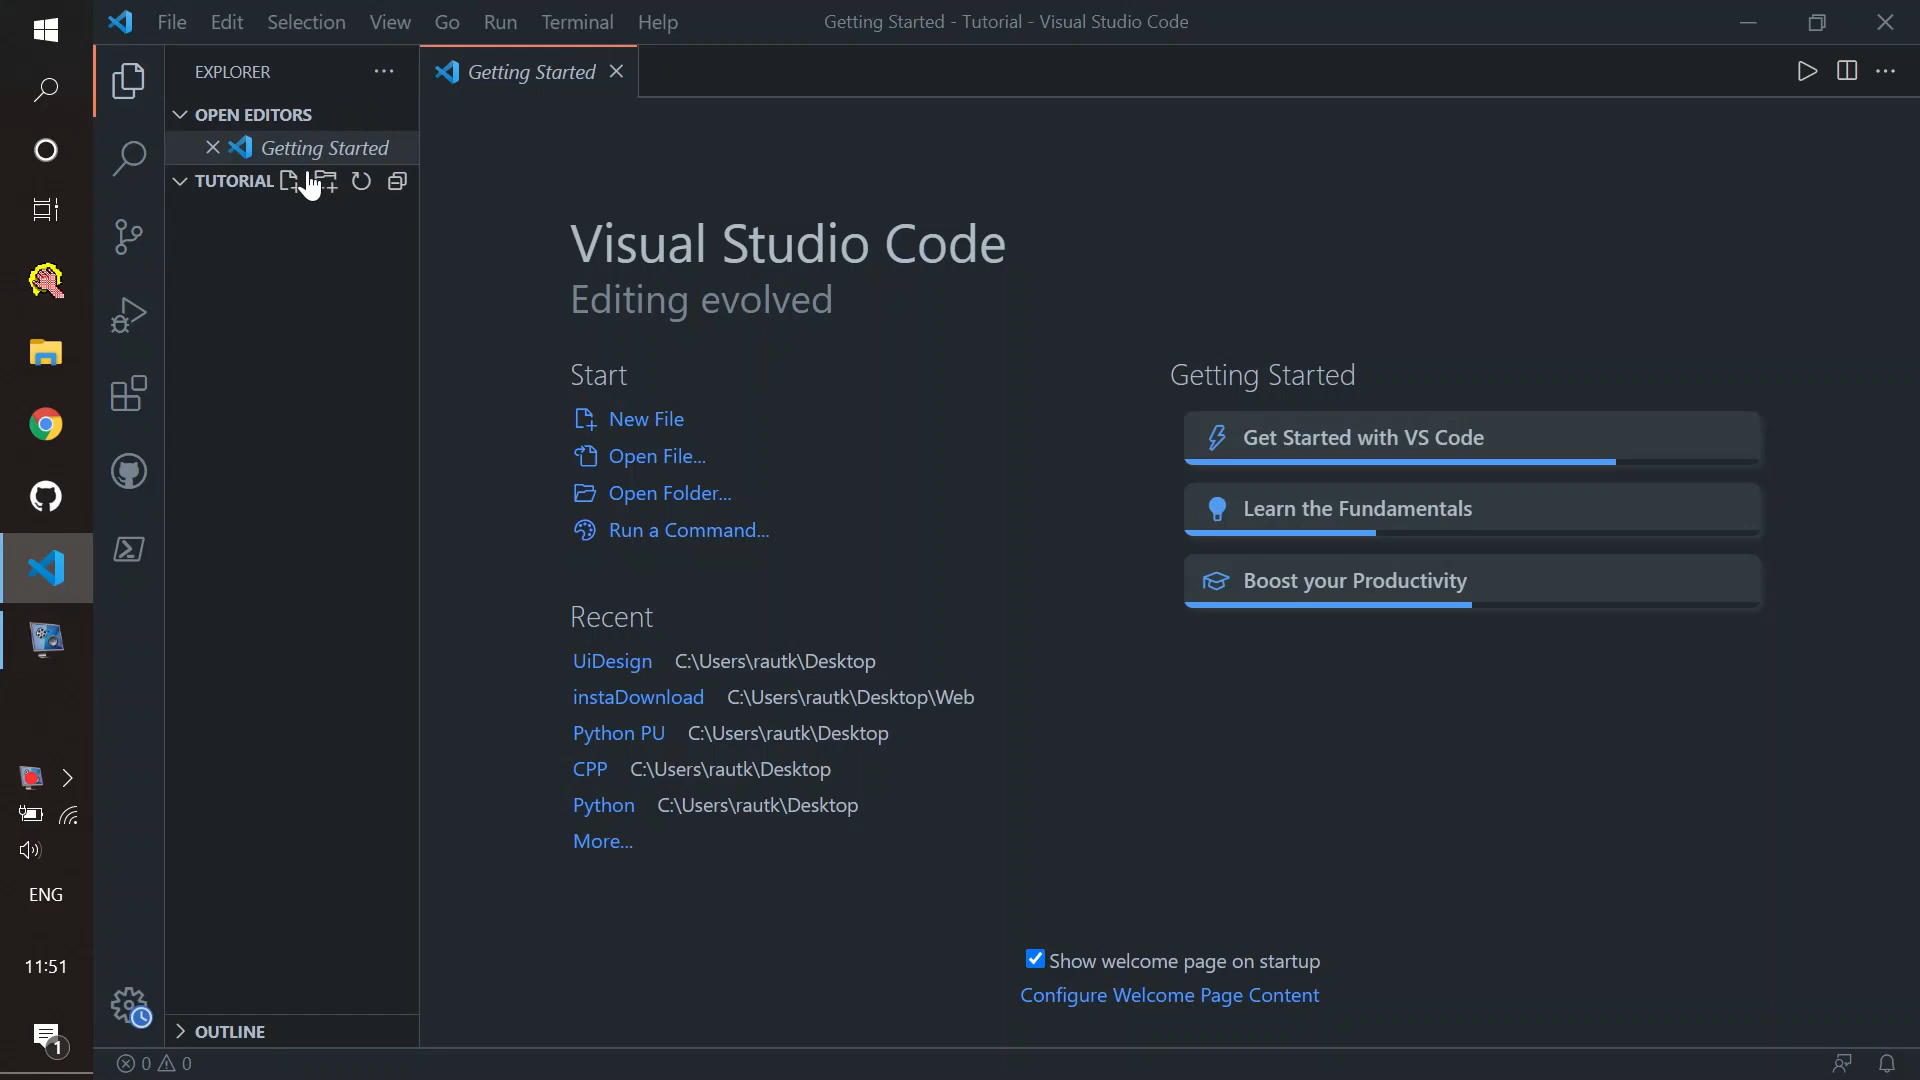 File Edit Selection View Go Run Terminal Help
Getting Started - Tutorial - Visual Studio Code
EXPLORER
Getting Started
OPEN EDITORS
Getting Started
TUTORIAL
Visual Studio Code
Editing evolved
Start
New File
Open File...
Open Folder...
Run a Command...
Getting Started
Get Started with VS Code
Learn the Fundamentals
Boost your Productivity
Recent
UiDesign C:\Users\rautk\Desktop
instaDownload C:\Users\rautk\Desktop\Web
Python PU C:\Users\rautk\Desktop
CPP C:\Users\rautk\Desktop
Python C:\Users\rautk\Desktop
More...
Show welcome page on startup
Configure Welcome Page Content
OUTLINE
0 0
ENG
11:51
1